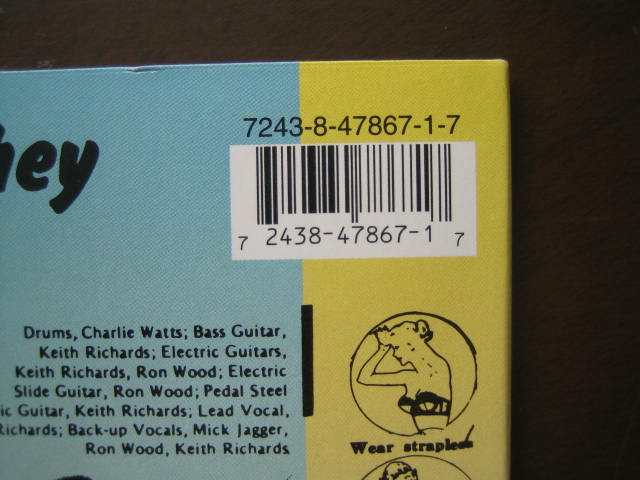 7243-8-47867-1-7
hey
7 2438-47867-1 7
Drums, Charlie Watts; Bass Guitar,
Keith Richards; Electric Guitars,
Keith Richards, Ron Wood; Electric
Slide Guitar, Ron Wood; Pedal Steel
ic Guitar, Keith Richards; Lead Vocal,
Richards; Back-up Vocals, Mick Jagger,
Ron Wood, Keith Richards
Wear strapless